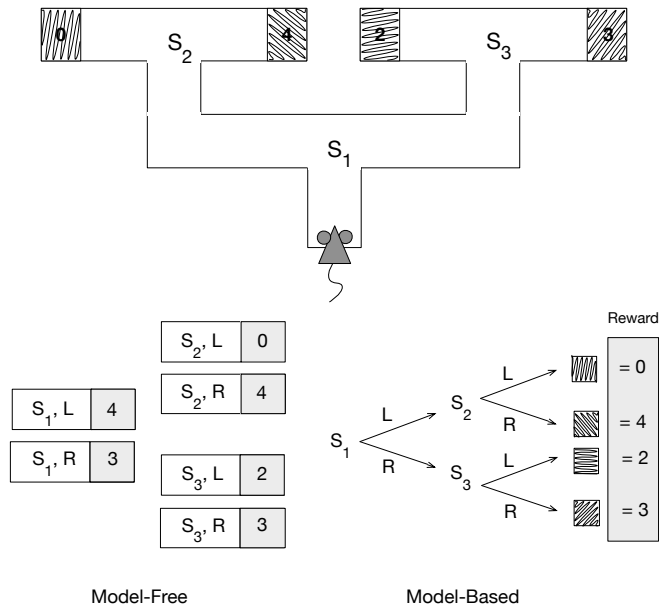 0 S₂ 4 2 S₃ 3
S₁
Reward
S₂, L 0
S₂, R 4
S₁, L 4
S₁, R 3
S₃, L 2
S₃, R 3
L = 0
S₂
L R = 4
S₁
R L = 2
S₃
R = 3
Model-Free Model-Based